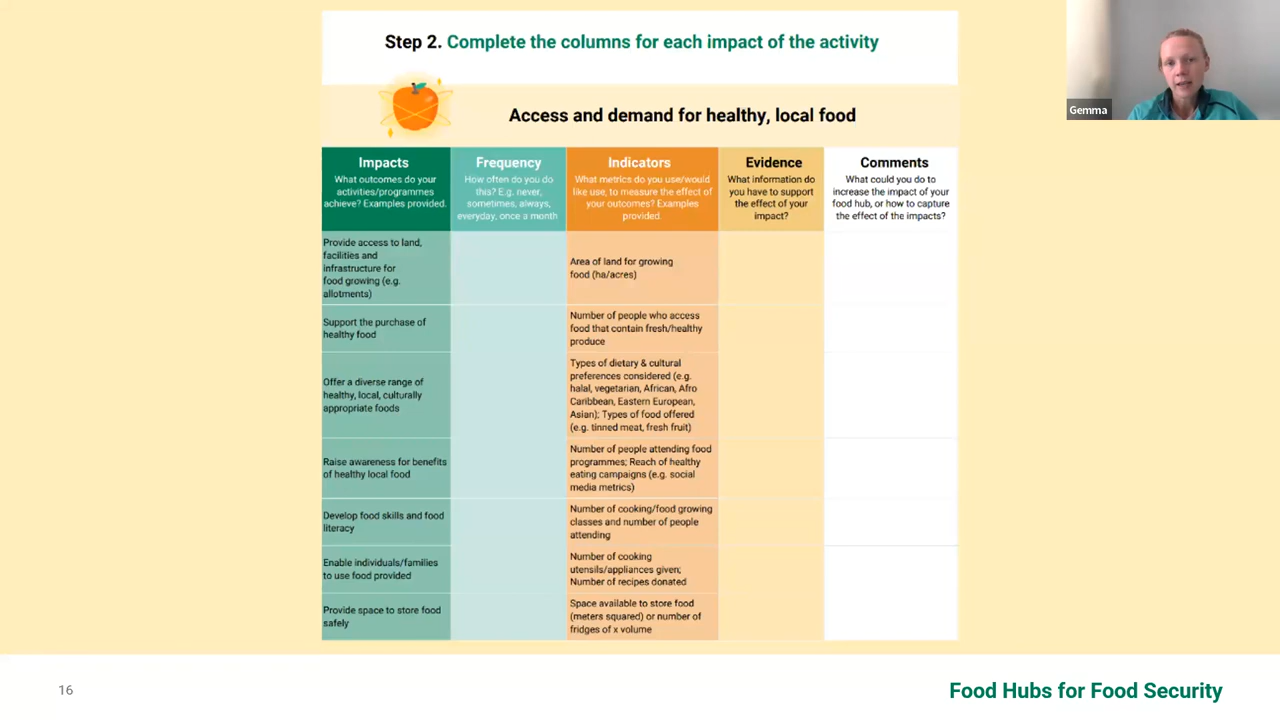 Step 2. Complete the columns for each impact of the activity
Gemma
Access and demand for healthy, local food
Impacts
What outcomes do your
activities/programmes
achieve? Examples provided.
Frequency
How often do you do
this? E.g. never,
sometimes, always,
everyday, once a month
Indicators
What metrics do you use/would
like use, to measure the effect of
your outcomes? Examples
provided.
Evidence
What information do
you have to support
the effect of your
impact?
Comments
What could you do to
increase the impact of your
food hub, or how to capture
the effect of the impacts?
Provide access to land,
facilities and
infrastructure for
food growing (e.g.
allotments)
Area of land for growing
food (ha/acres)
Support the purchase of
healthy food
Number of people who access
food that contain fresh/healthy
produce
Offer a diverse range of
healthy, local, culturally
appropriate foods
Types of dietary & cultural
preferences considered (e.g.
halal, vegetarian, African, Afro
Caribbean, Eastern European,
Asian); Types of food offered
(e.g. tinned meat, fresh fruit)
Raise awareness for benefits
of healthy local food
Number of people attending food
programmes; Reach of healthy
eating campaigns (e.g. social
media metrics)
Develop food skills and food
literacy
Number of cooking/food growing
classes and number of people
attending
Enable individuals/families
to use food provided
Number of cooking
utensils/appliances given;
Number of recipes donated
Provide space to store food
safely
Space available to store food
(meters squared) or number of
fridges of x volume
16
Food Hubs for Food Security